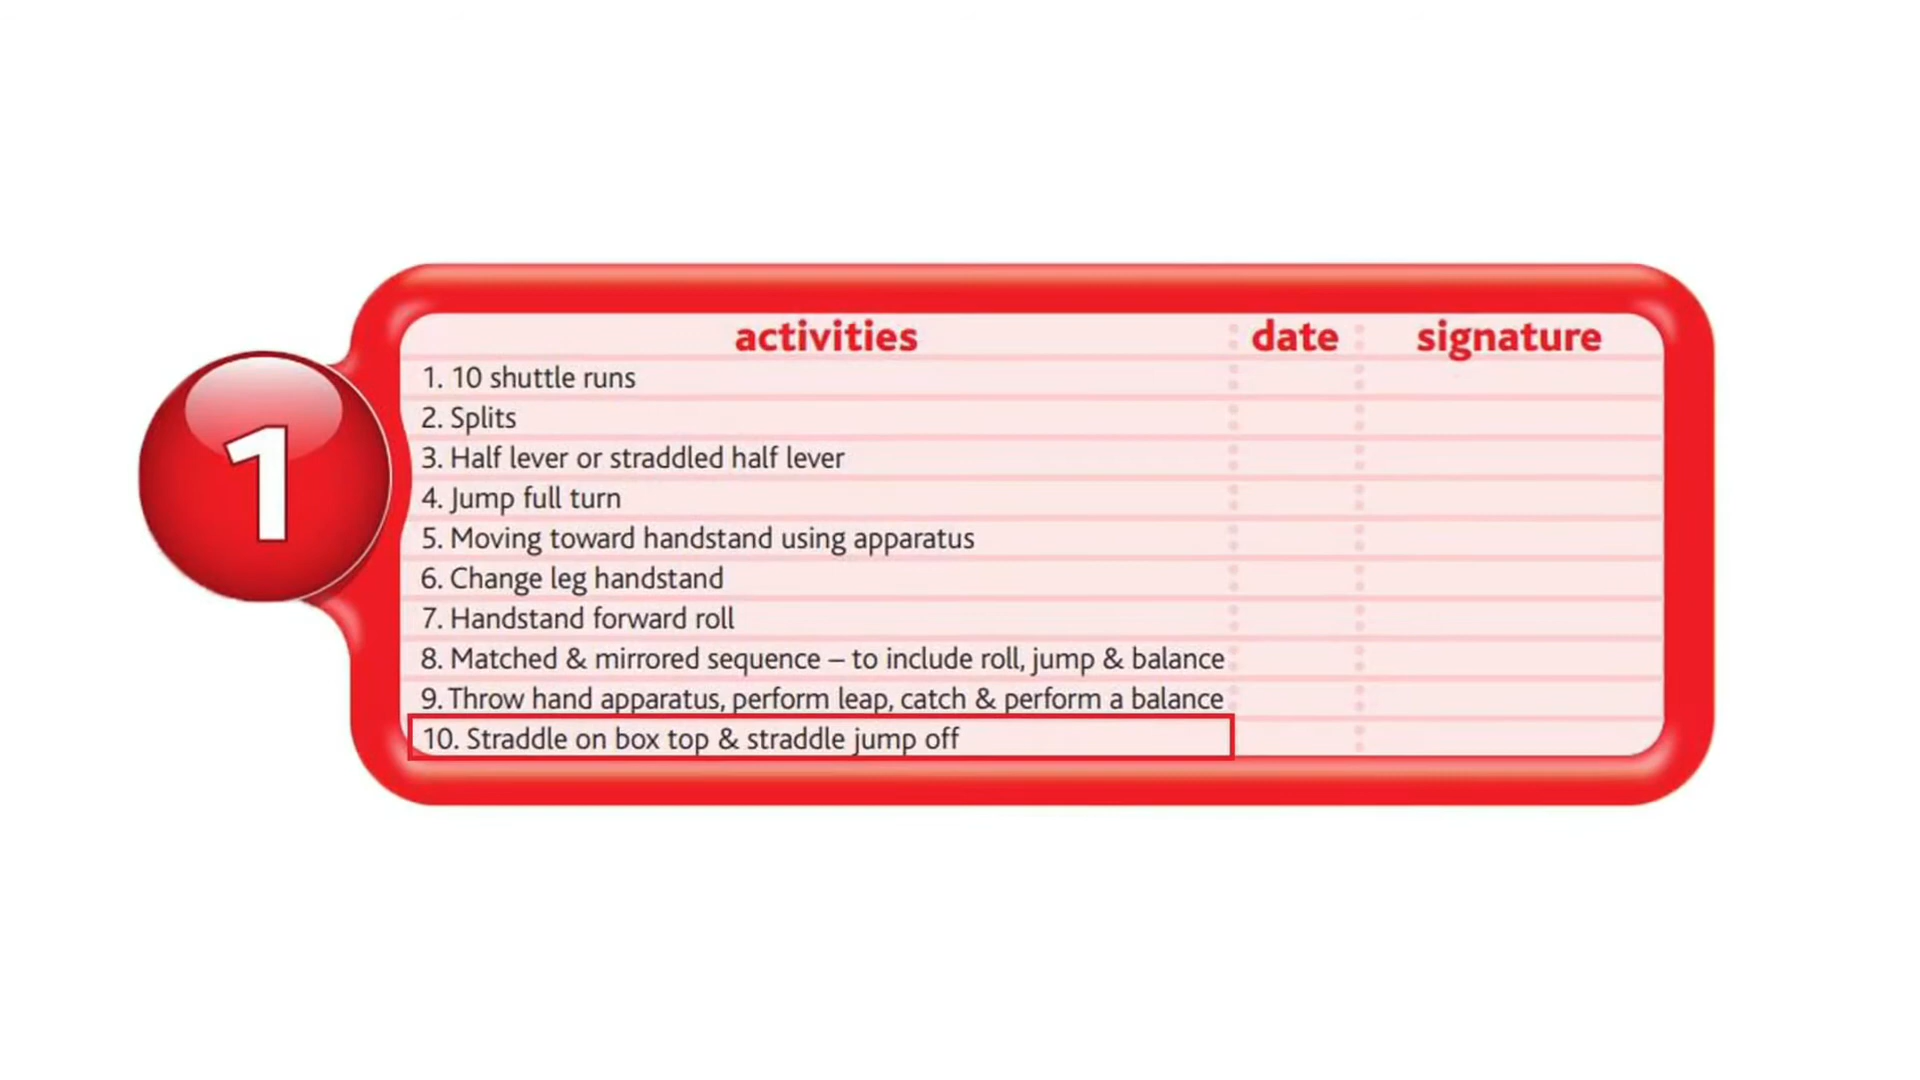 1
activities date signature
1. 10 shuttle runs
2. Splits
3. Half lever or straddled half lever
4. Jump full turn
5. Moving toward handstand using apparatus
6. Change leg handstand
7. Handstand forward roll
8. Matched & mirrored sequence – to include roll, jump & balance
9. Throw hand apparatus, perform leap, catch & perform a balance
10. Straddle on box top & straddle jump off